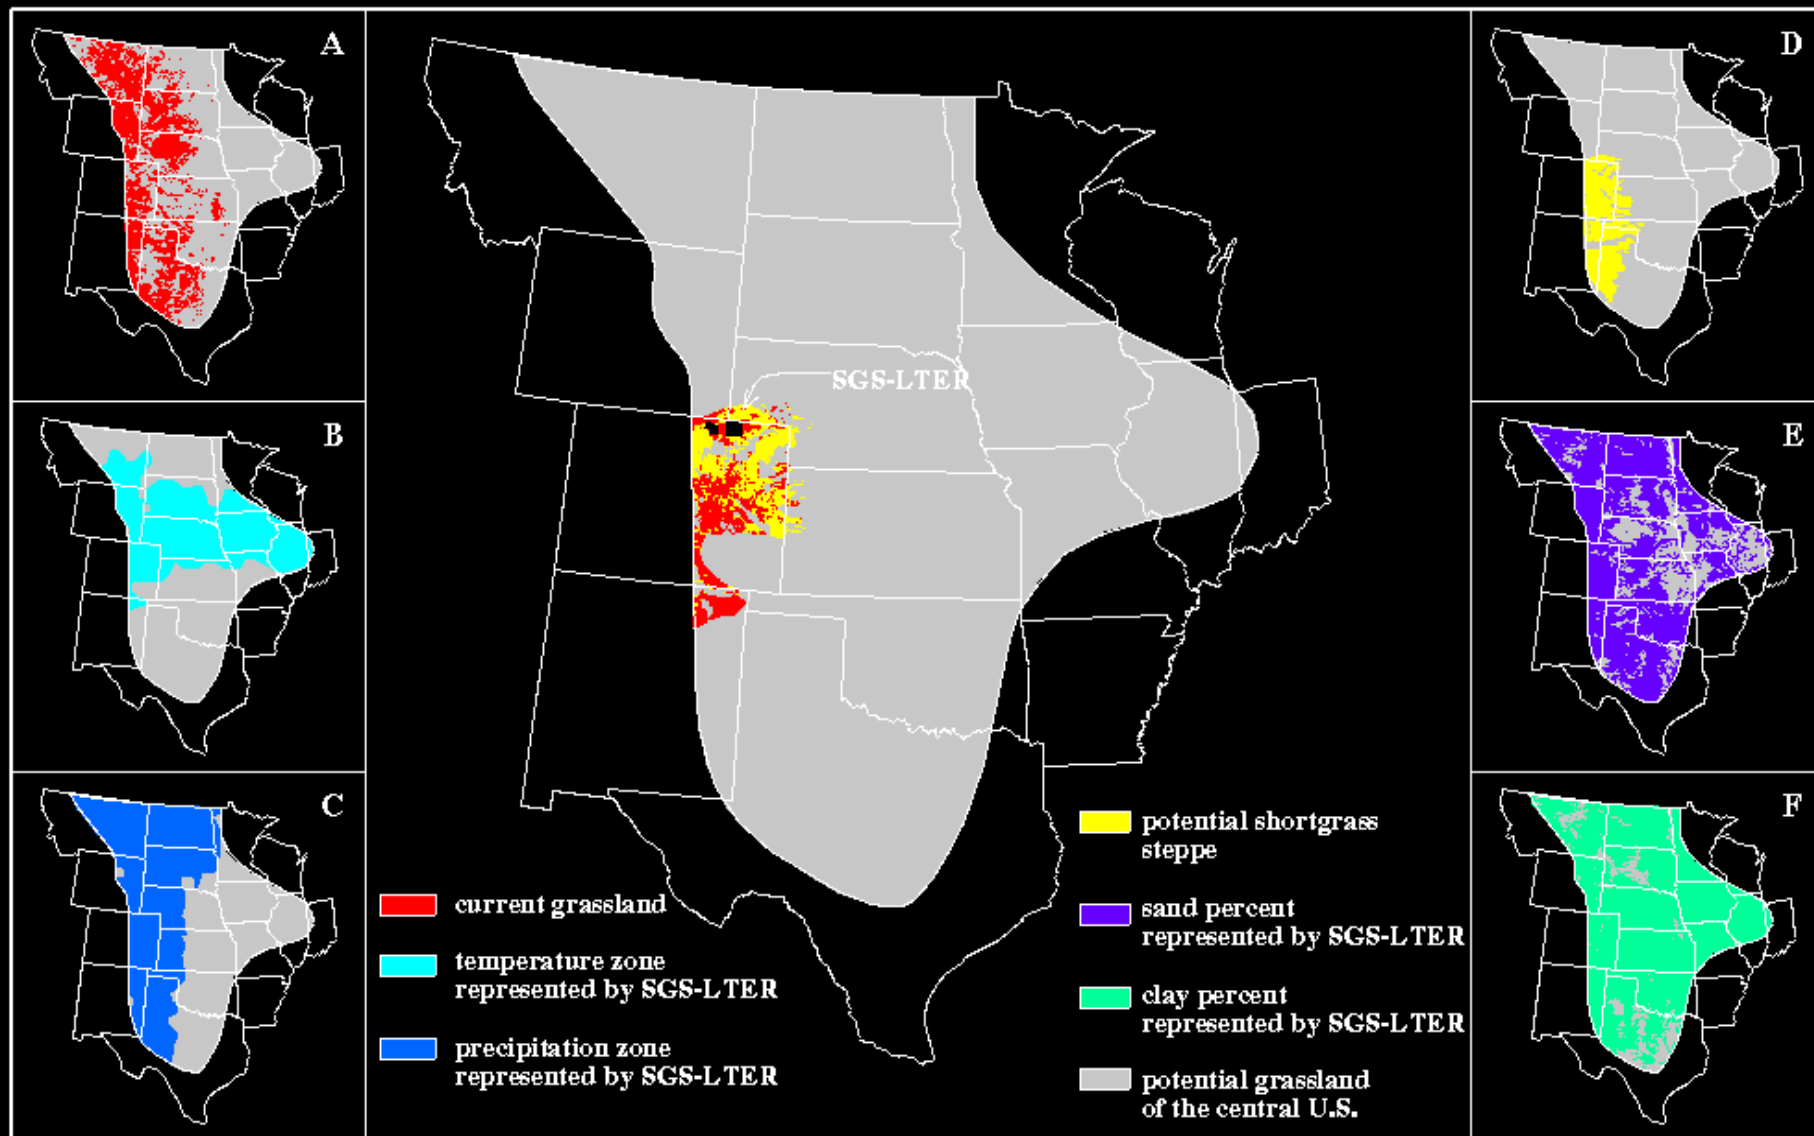 A
B
C
SGS-LTER
current grassland
temperature zone
represented by SGS-LTER
precipitation zone
represented by SGS-LTER
potential shortgrass
steppe
sand percent
represented by SGS-LTER
clay percent
represented by SGS-LTER
potential grassland
of the central U.S.
D
E
F